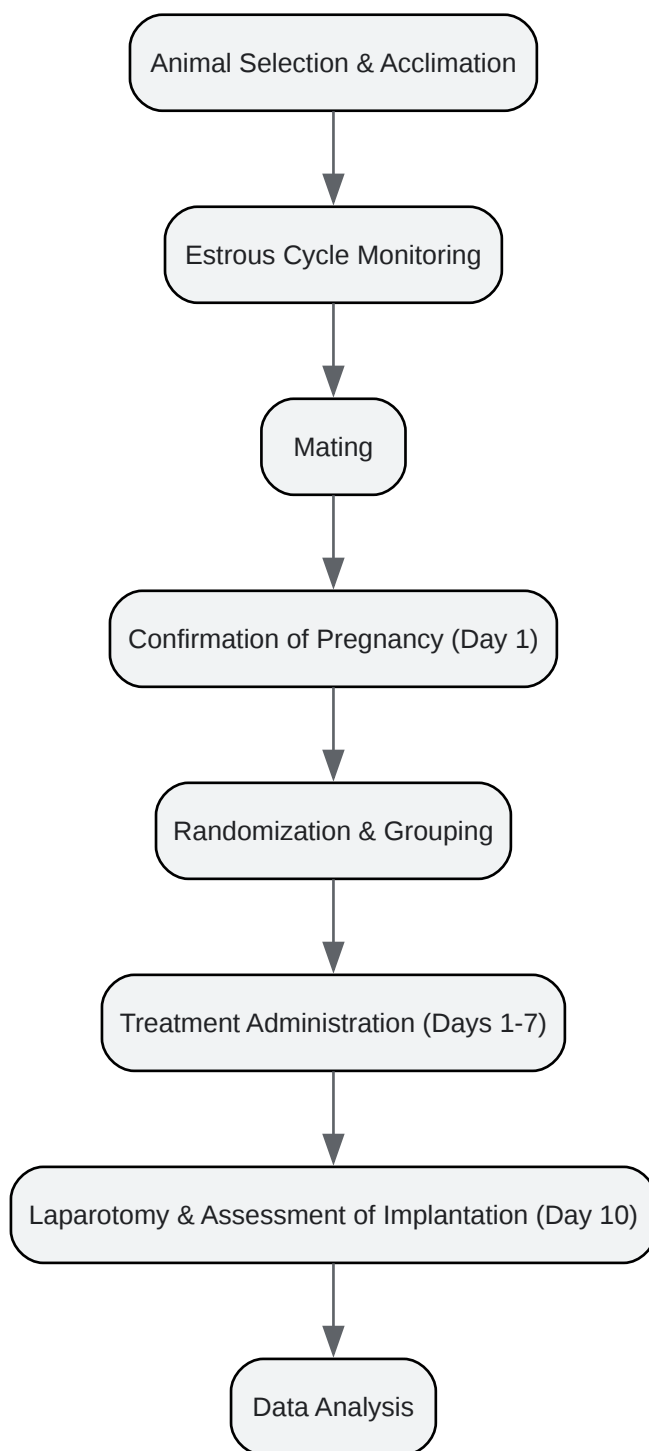 Animal Selection & Acclimation
Estrous Cycle Monitoring
Mating
Confirmation of Pregnancy (Day 1)
Randomization & Grouping
Treatment Administration (Days 1-7)
Laparotomy & Assessment of Implantation (Day 10)
Data Analysis